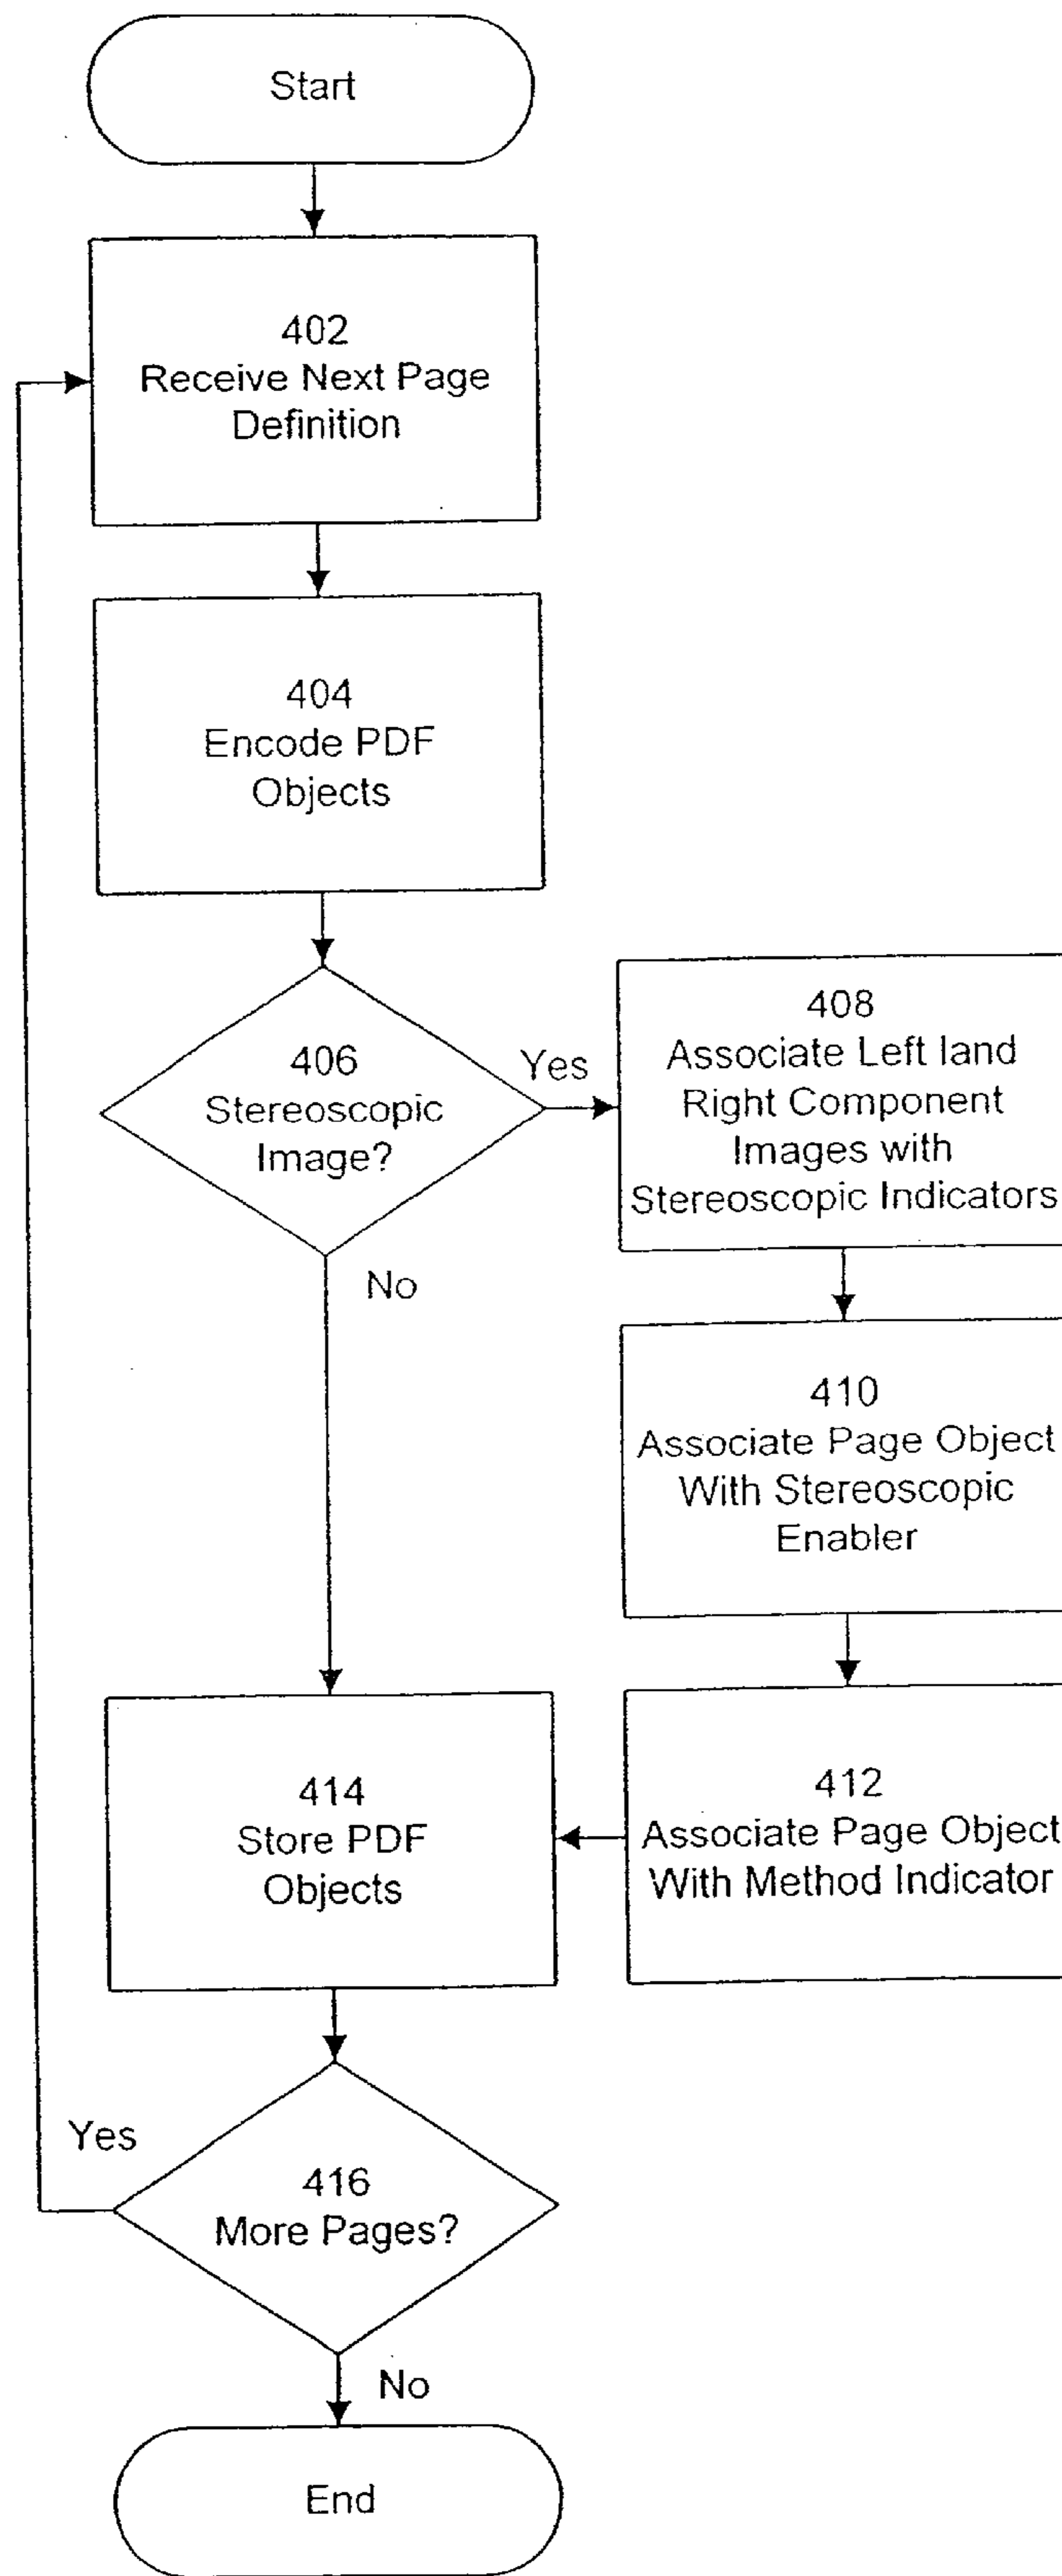 Start
402
Receive Next Page
Definition
404
Encode PDF
Objects
406
Stereoscopic
Image?
Yes
No
408
Associate Left land
Right Component
Images with
Stereoscopic Indicators
410
Associate Page Object
With Stereoscopic
Enabler
412
Associate Page Object
With Method Indicator
414
Store PDF
Objects
416
More Pages?
Yes
No
End